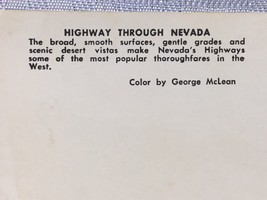 HIGHWAY THROUGH NEVADA
The broad, smooth surfaces, gentle grades and
scenic desert vistas make Nevada's Highways
some of the most popular thoroughfares in the
West.
Color by George McLean